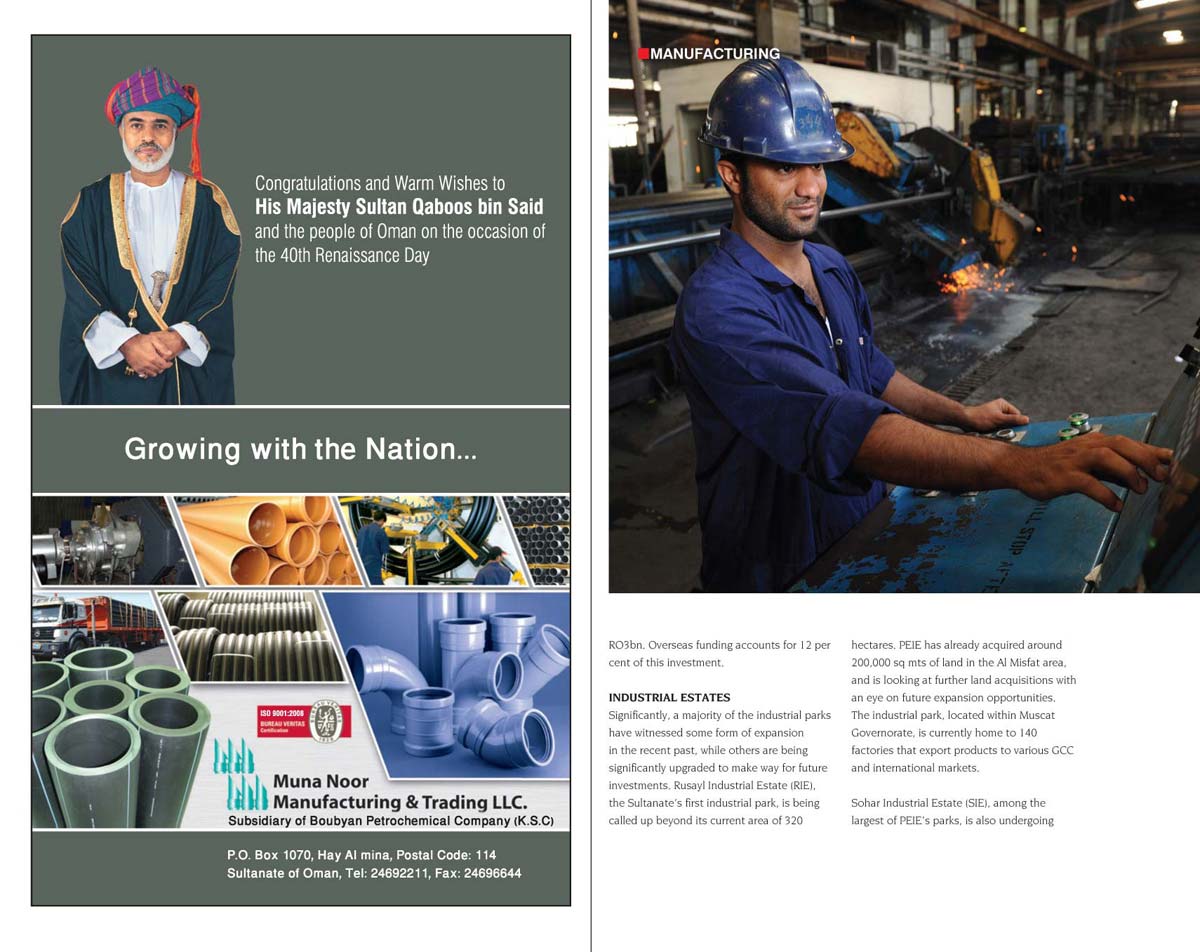 Congratulations and Warm Wishes to
His Majesty Sultan Qaboos bin Said
and the people of Oman on the occasion of
the 40th Renaissance Day
Growing with the Nation...
ISO 9001:2008
BUREAU VERITAS
Certification
Muna Noor
Manufacturing & Trading LLC.
Subsidiary of Boubyan Petrochemical Company (K.S.C)
P.O. Box 1070, Hay Al mina, Postal Code: 114
Sultanate of Oman, Tel: 24692211, Fax: 24696644
MANUFACTURING
344
RO3bn. Overseas funding accounts for 12 per
cent of this investment.
INDUSTRIAL ESTATES
Significantly, a majority of the industrial parks
have witnessed some form of expansion
in the recent past, while others are being
significantly upgraded to make way for future
investments. Rusayl Industrial Estate (RIE),
the Sultanate's first industrial park, is being
called up beyond its current area of 320
hectares. PEIE has already acquired around
200,000 sq mts of land in the Al Misfat area,
and is looking at further land acquisitions with
an eye on future expansion opportunities.
The industrial park, located within Muscat
Governorate, is currently home to 140
factories that export products to various GCC
and international markets.
Sohar Industrial Estate (SIE), among the
largest of PEIE's parks, is also undergoing